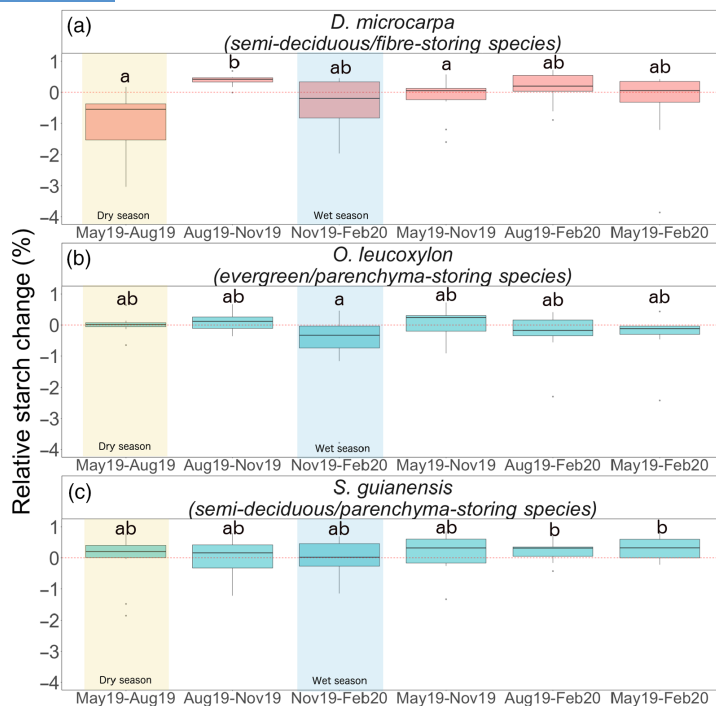 (a)
D. microcarpa
(semi-deciduous/fibre-storing species)
1
0
−1
−2
−3
−4
a
b
ab
a
ab
ab
Dry season
Wet season
May19-Aug19 Aug19-Nov19 Nov19-Feb20 May19-Nov19 Aug19-Feb20 May19-Feb20
Relative starch change (%)
(b)
O. leucoxylon
(evergreen/parenchyma-storing species)
1
0
−1
−2
−3
−4
ab
ab
a
ab
ab
ab
Dry season
Wet season
May19-Aug19 Aug19-Nov19 Nov19-Feb20 May19-Nov19 Aug19-Feb20 May19-Feb20
(c)
S. guianensis
(semi-deciduous/parenchyma-storing species)
1
0
−1
−2
−3
−4
ab
ab
ab
ab
b
b
Dry season
Wet season
May19-Aug19 Aug19-Nov19 Nov19-Feb20 May19-Nov19 Aug19-Feb20 May19-Feb20